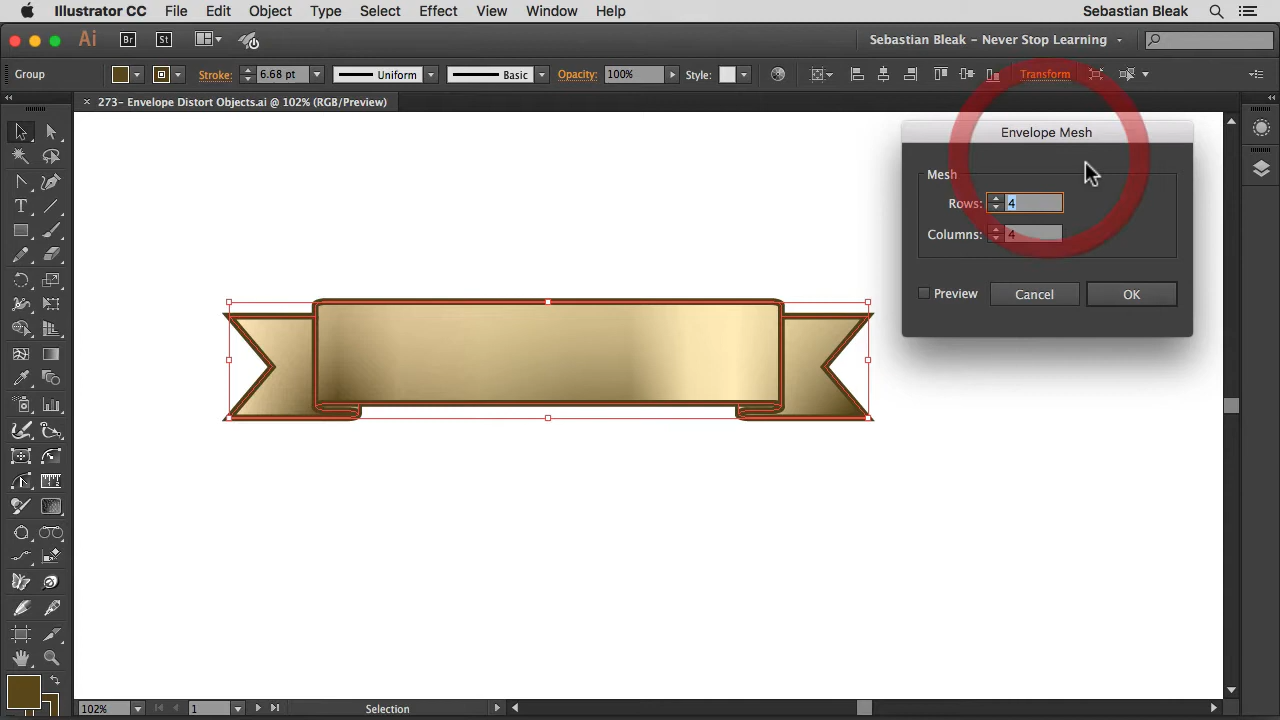 Illustrator CC File Edit Object Type Select Effect View Window Help Sebastian Bleak
Ai Br St Sebastian Bleak – Never Stop Learning
Group Stroke: 6.68 pt Uniform Basic Opacity: 100% Style: Transform
273- Envelope Distort Objects.ai @ 102% (RGB/Preview)
Envelope Mesh
Mesh
Rows: 4
Columns: 4
Preview Cancel OK
102% 1 Selection